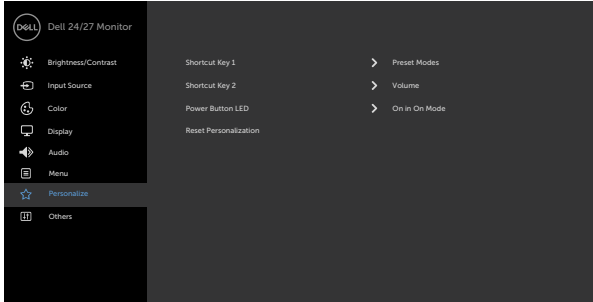 DELL Dell 24/27 Monitor
Brightness/Contrast Shortcut Key 1 Preset Modes
Input Source Shortcut Key 2 Volume
Color Power Button LED On in On Mode
Display Reset Personalization
Audio
Menu
Personalize
Others